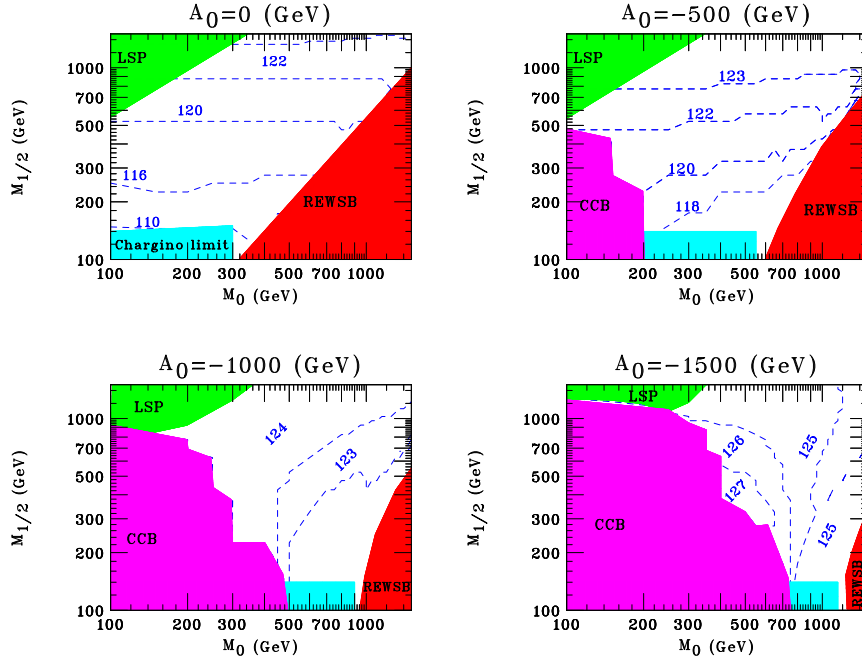 A0=0 (GeV)
LSP
122
120
116
110
REWSB
Chargino limit
1000
700
500
300
200
100
M1/2 (GeV)
100 200 300 500 700 1000
M0 (GeV)
A0=−500 (GeV)
LSP
123
122
120
118
CCB
REWSB
1000
700
500
300
200
100
M1/2 (GeV)
100 200 300 500 700 1000
M0 (GeV)
A0=−1000 (GeV)
LSP
124
123
CCB
REWSB
1000
700
500
300
200
100
M1/2 (GeV)
100 200 300 500 700 1000
M0 (GeV)
A0=−1500 (GeV)
LSP
126
125
127
CCB
125
REWSB
1000
700
500
300
200
100
M1/2 (GeV)
100 200 300 500 700 1000
M0 (GeV)